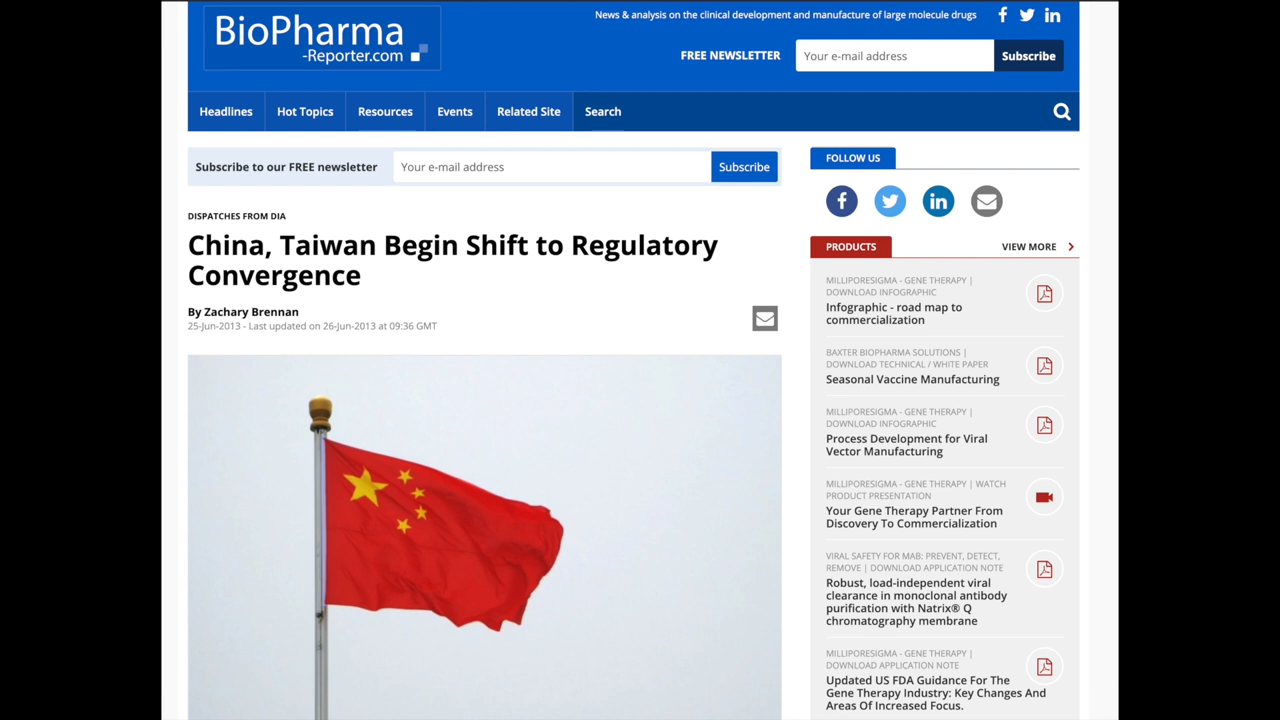 BioPharma
-Reporter.com
News & analysis on the clinical development and manufacture of large molecule drugs
FREE NEWSLETTER
Your e-mail address
Subscribe
Headlines
Hot Topics
Resources
Events
Related Site
Search
Subscribe to our FREE newsletter
Your e-mail address
Subscribe
DISPATCHES FROM DIA
China, Taiwan Begin Shift to Regulatory
Convergence
By Zachary Brennan
25-Jun-2013 - Last updated on 26-Jun-2013 at 09:36 GMT
FOLLOW US
PRODUCTS
VIEW MORE
MILLIPORESIGMA - GENE THERAPY |
DOWNLOAD INFOGRAPHIC
Infographic - road map to
commercialization
BAXTER BIOPHARMA SOLUTIONS |
DOWNLOAD TECHNICAL / WHITE PAPER
Seasonal Vaccine Manufacturing
MILLIPORESIGMA - GENE THERAPY |
DOWNLOAD INFOGRAPHIC
Process Development for Viral
Vector Manufacturing
MILLIPORESIGMA - GENE THERAPY | WATCH
PRODUCT PRESENTATION
Your Gene Therapy Partner From
Discovery To Commercialization
VIRAL SAFETY FOR MAB: PREVENT, DETECT,
REMOVE | DOWNLOAD APPLICATION NOTE
Robust, load-independent viral
clearance in monoclonal antibody
purification with Natrix® Q
chromatography membrane
MILLIPORESIGMA - GENE THERAPY |
DOWNLOAD APPLICATION NOTE
Updated US FDA Guidance For The
Gene Therapy Industry: Key Changes And
Areas Of Increased Focus.